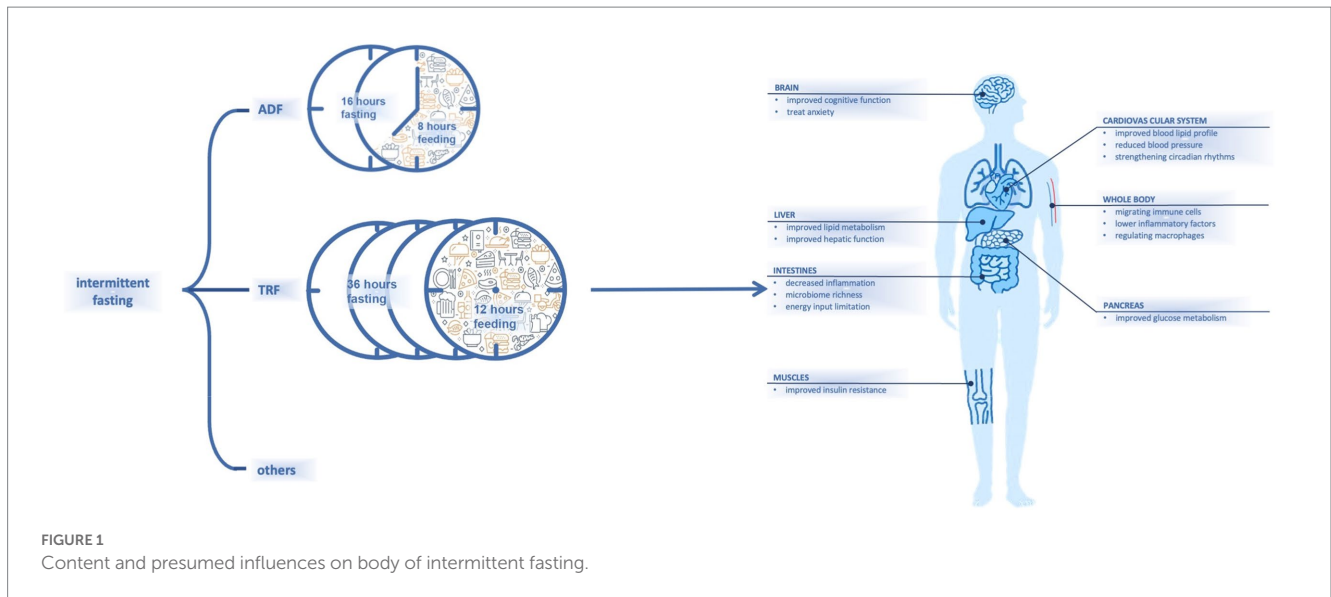 intermittent
fasting
ADF
16 hours
fasting
8 hours
feeding
TRF
36 hours
fasting
12 hours
feeding
others
BRAIN
• improved cognitive function
• treat anxiety
LIVER
• improved lipid metabolism
• improved hepatic function
INTESTINES
• decreased inflammation
• microbiome richness
• energy input limitation
MUSCLES
• improved insulin resistance
CARDIOVAS CULAR SYSTEM
• improved blood lipid profile
• reduced blood pressure
• strengthening circadian rhythms
WHOLE BODY
• migrating immune cells
• lower inflammatory factors
• regulating macrophages
PANCREAS
• improved glucose metabolism
FIGURE 1
Content and presumed influences on body of intermittent fasting.